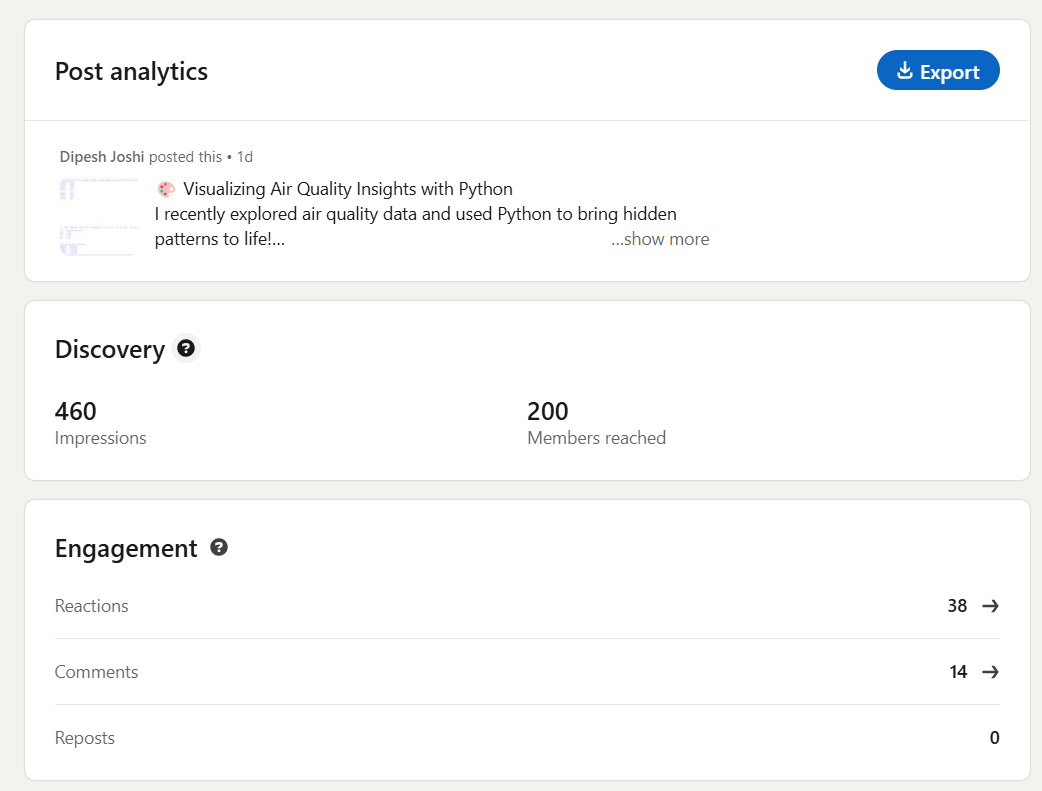 Post analytics
Export
Dipesh Joshi posted this • 1d
🎨 Visualizing Air Quality Insights with Python
I recently explored air quality data and used Python to bring hidden
patterns to life!...
...show more
Discovery
460
Impressions
200
Members reached
Engagement
Reactions
38
Comments
14
Reposts
0